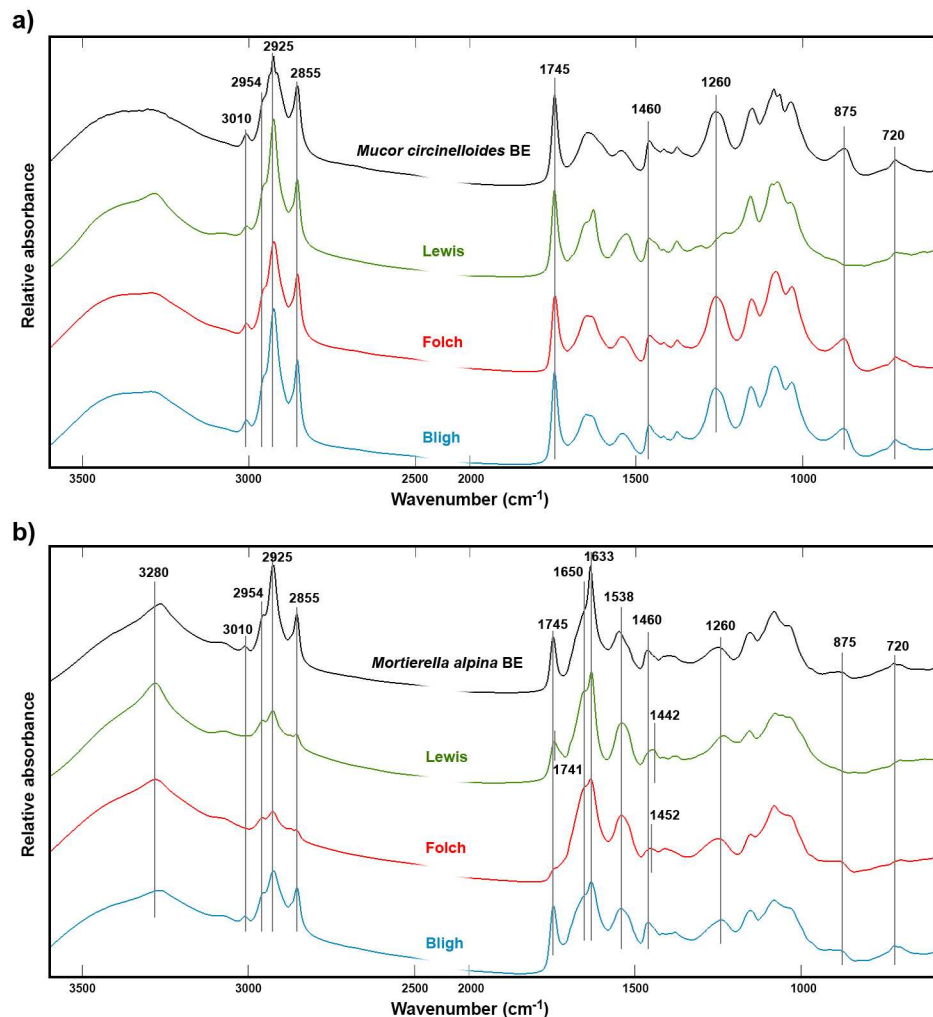 a)
2925
2954
2855
3010
1745
1460
1260
875
720
Mucor circinelloides BE
Lewis
Folch
Bligh
Relative absorbance
3500
3000
2000
1500
1000
Wavenumber (cm-1)
b)
2925
1633
3280
2954
2855
1650
1538
3010
1745
1460
1260
875
720
Mortierella alpina BE
Lewis
1442
1741
Folch
1452
Bligh
Relative absorbance
3500
3000
2000
1500
1000
Wavenumber (cm-1)